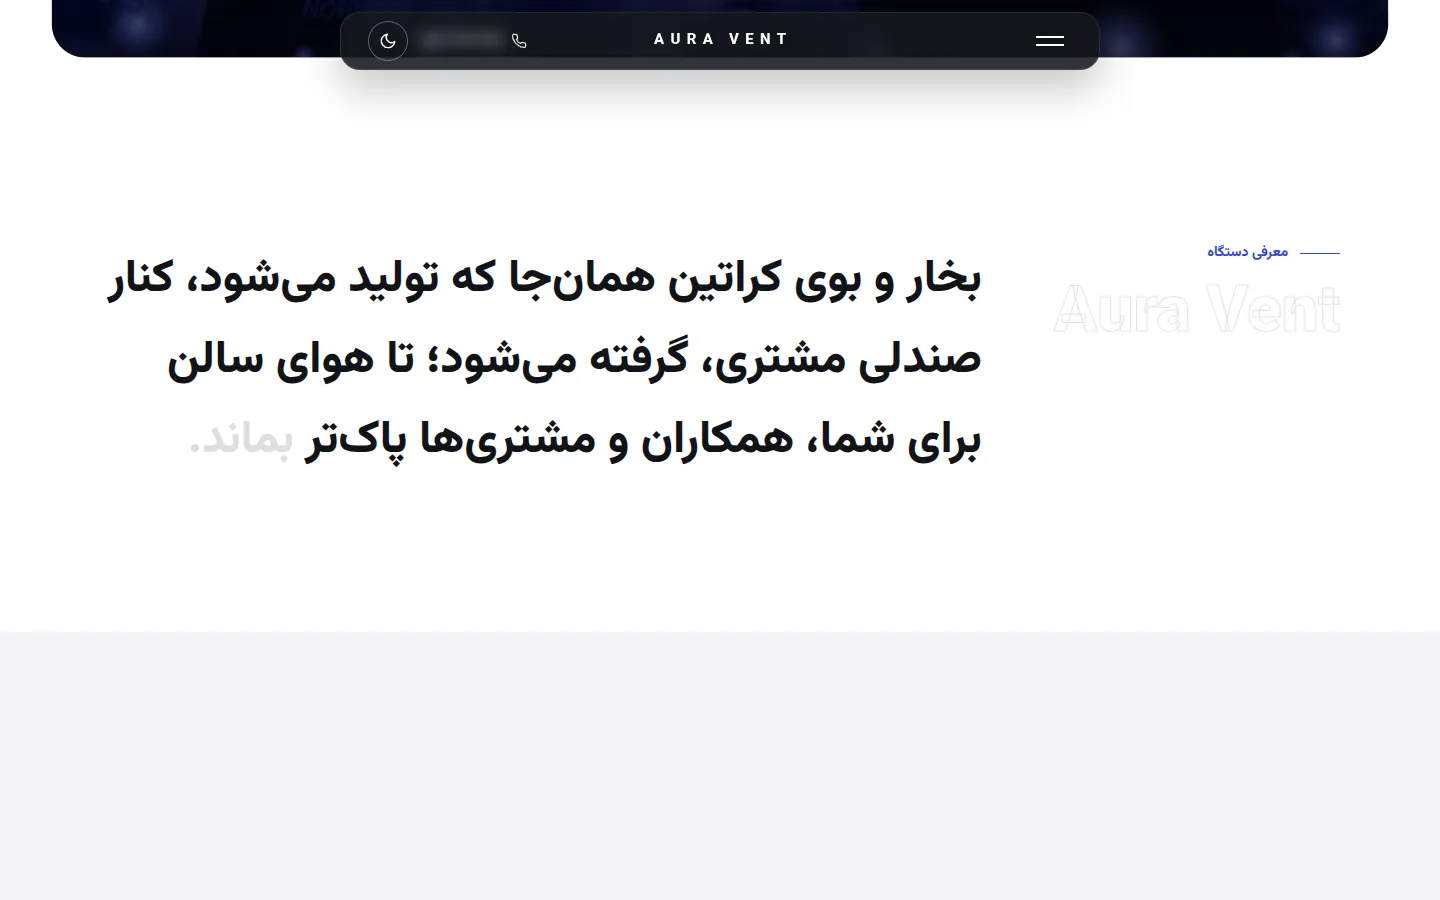 AURA VENT
معرفی دستگاه
Aura Vent
بخار و بوی کراتین همان‌جا که تولید می‌شود، کنار
صندلی مشتری، گرفته می‌شود؛ تا هوای سالن
برای شما، همکاران و مشتری‌ها پاک‌تر بماند.